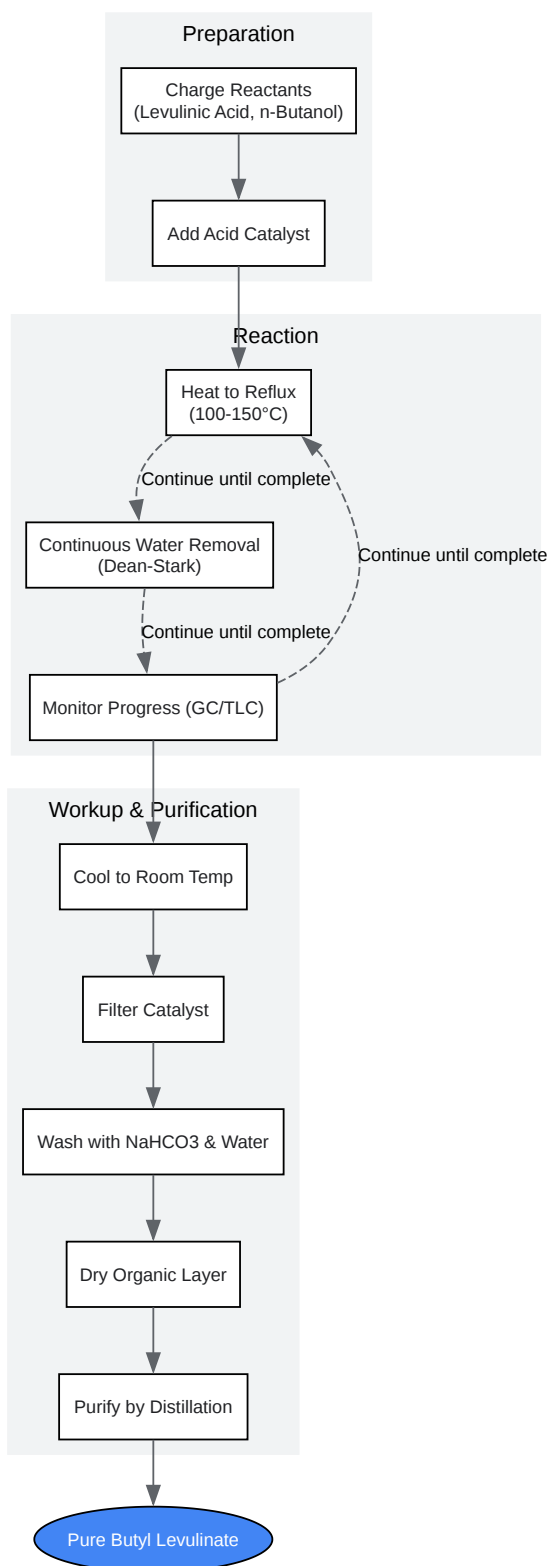 Preparation
Charge Reactants
(Levulinic Acid, n-Butanol)
Add Acid Catalyst
Reaction
Heat to Reflux
(100-150°C)
Continue until complete
Continuous Water Removal
(Dean-Stark)
Continue until complete
Continue until complete
Monitor Progress (GC/TLC)
Workup & Purification
Cool to Room Temp
Filter Catalyst
Wash with NaHCO3 & Water
Dry Organic Layer
Purify by Distillation
Pure Butyl Levulinate